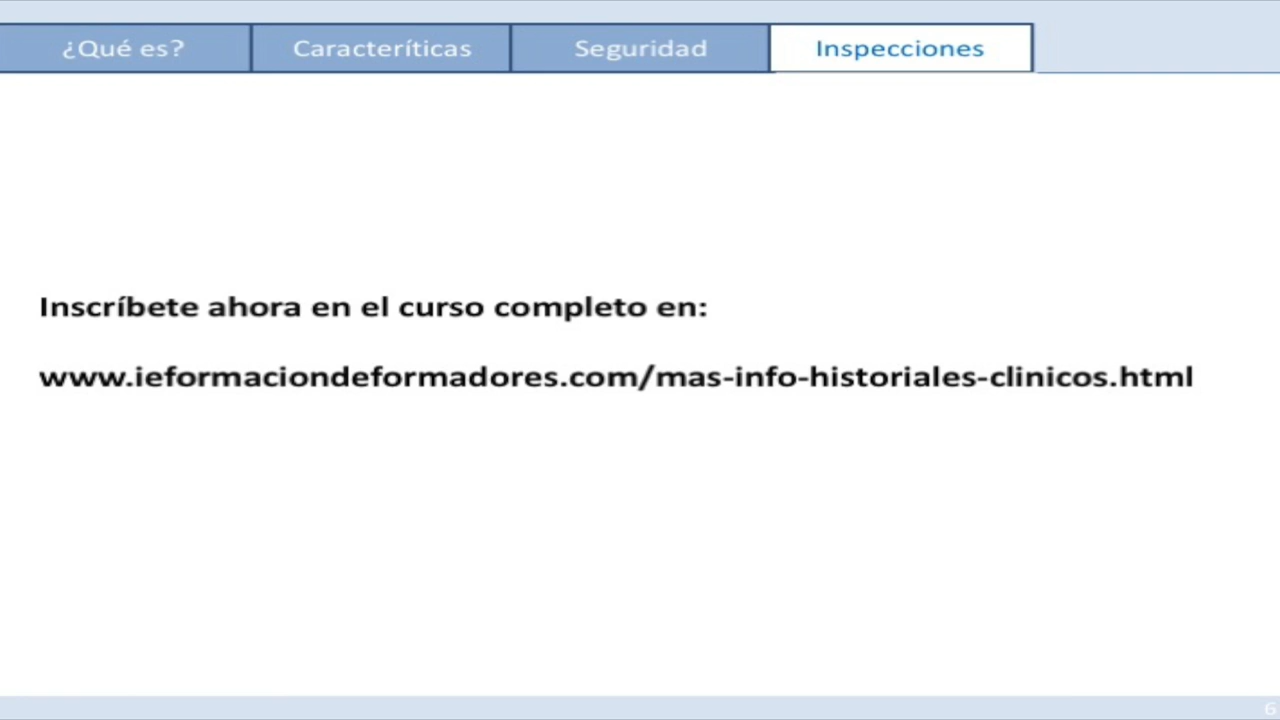 ¿Qué es? Caracteríticas Seguridad Inspecciones
Inscríbete ahora en el curso completo en:
www.ieformaciondeformadores.com/mas-info-historiales-clinicos.html
6